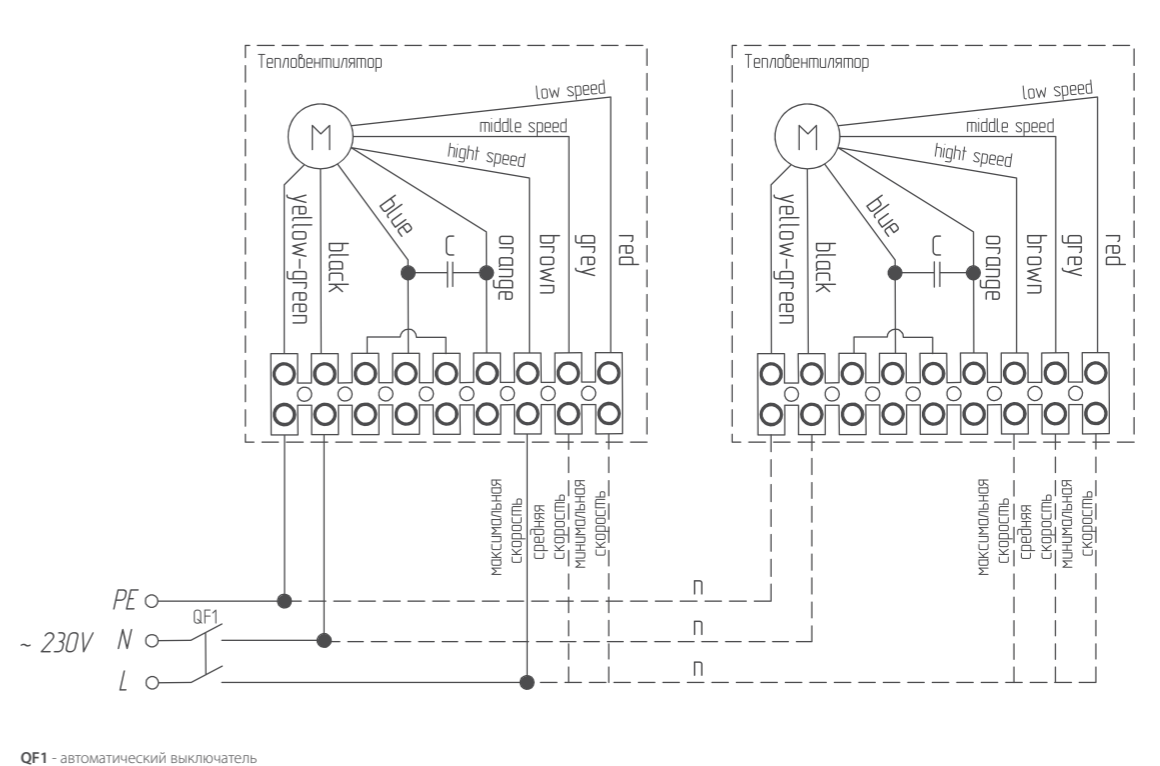 Тепловентилятор
low speed
middle speed
hight speed
M
yellow-green
black
blue
C
orange
brown
grey
red
максимальная
скорость
средняя
скорость
минимальная
скорость
Тепловентилятор
low speed
middle speed
hight speed
M
yellow-green
black
blue
C
orange
brown
grey
red
максимальная
скорость
средняя
скорость
минимальная
скорость
PE
n
QF1
~ 230V N
n
L
n
QF1 - автоматический выключатель